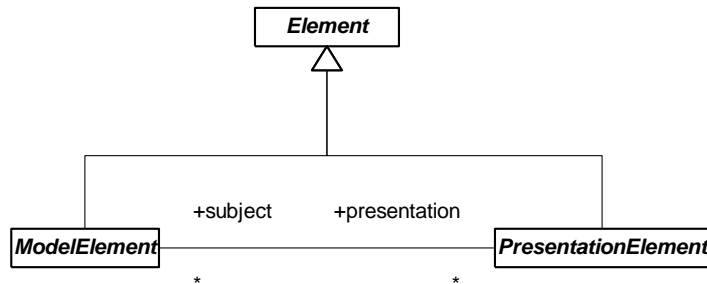 Element
+subject +presentation
ModelElement PresentationElement
* *